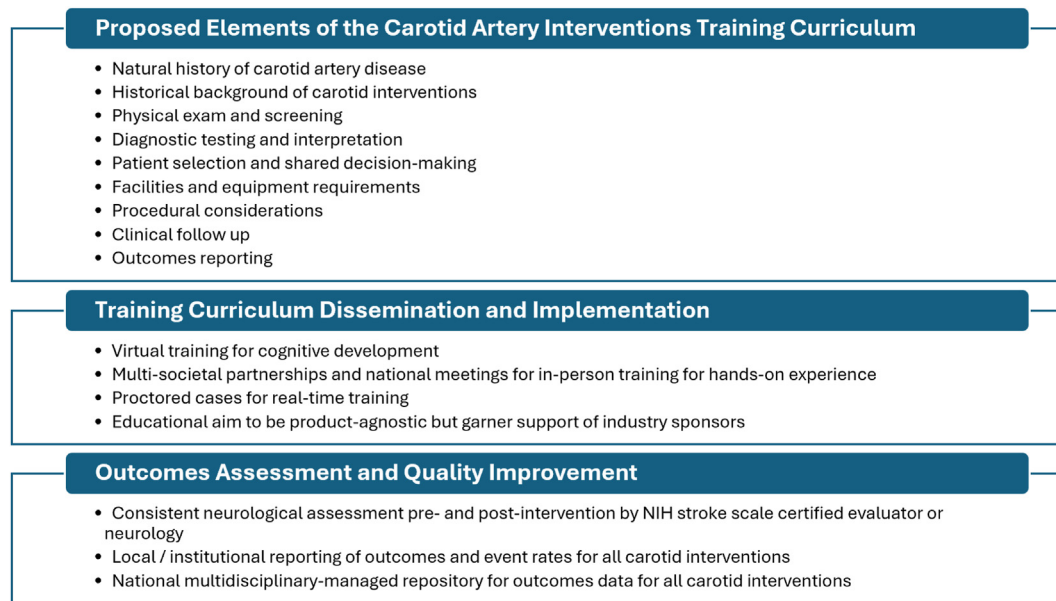 Proposed Elements of the Carotid Artery Interventions Training Curriculum
• Natural history of carotid artery disease
• Historical background of carotid interventions
• Physical exam and screening
• Diagnostic testing and interpretation
• Patient selection and shared decision-making
• Facilities and equipment requirements
• Procedural considerations
• Clinical follow up
• Outcomes reporting
Training Curriculum Dissemination and Implementation
• Virtual training for cognitive development
• Multi-societal partnerships and national meetings for in-person training for hands-on experience
• Proctored cases for real-time training
• Educational aim to be product-agnostic but garner support of industry sponsors
Outcomes Assessment and Quality Improvement
• Consistent neurological assessment pre- and post-intervention by NIH stroke scale certified evaluator or
neurology
• Local / institutional reporting of outcomes and event rates for all carotid interventions
• National multidisciplinary-managed repository for outcomes data for all carotid interventions